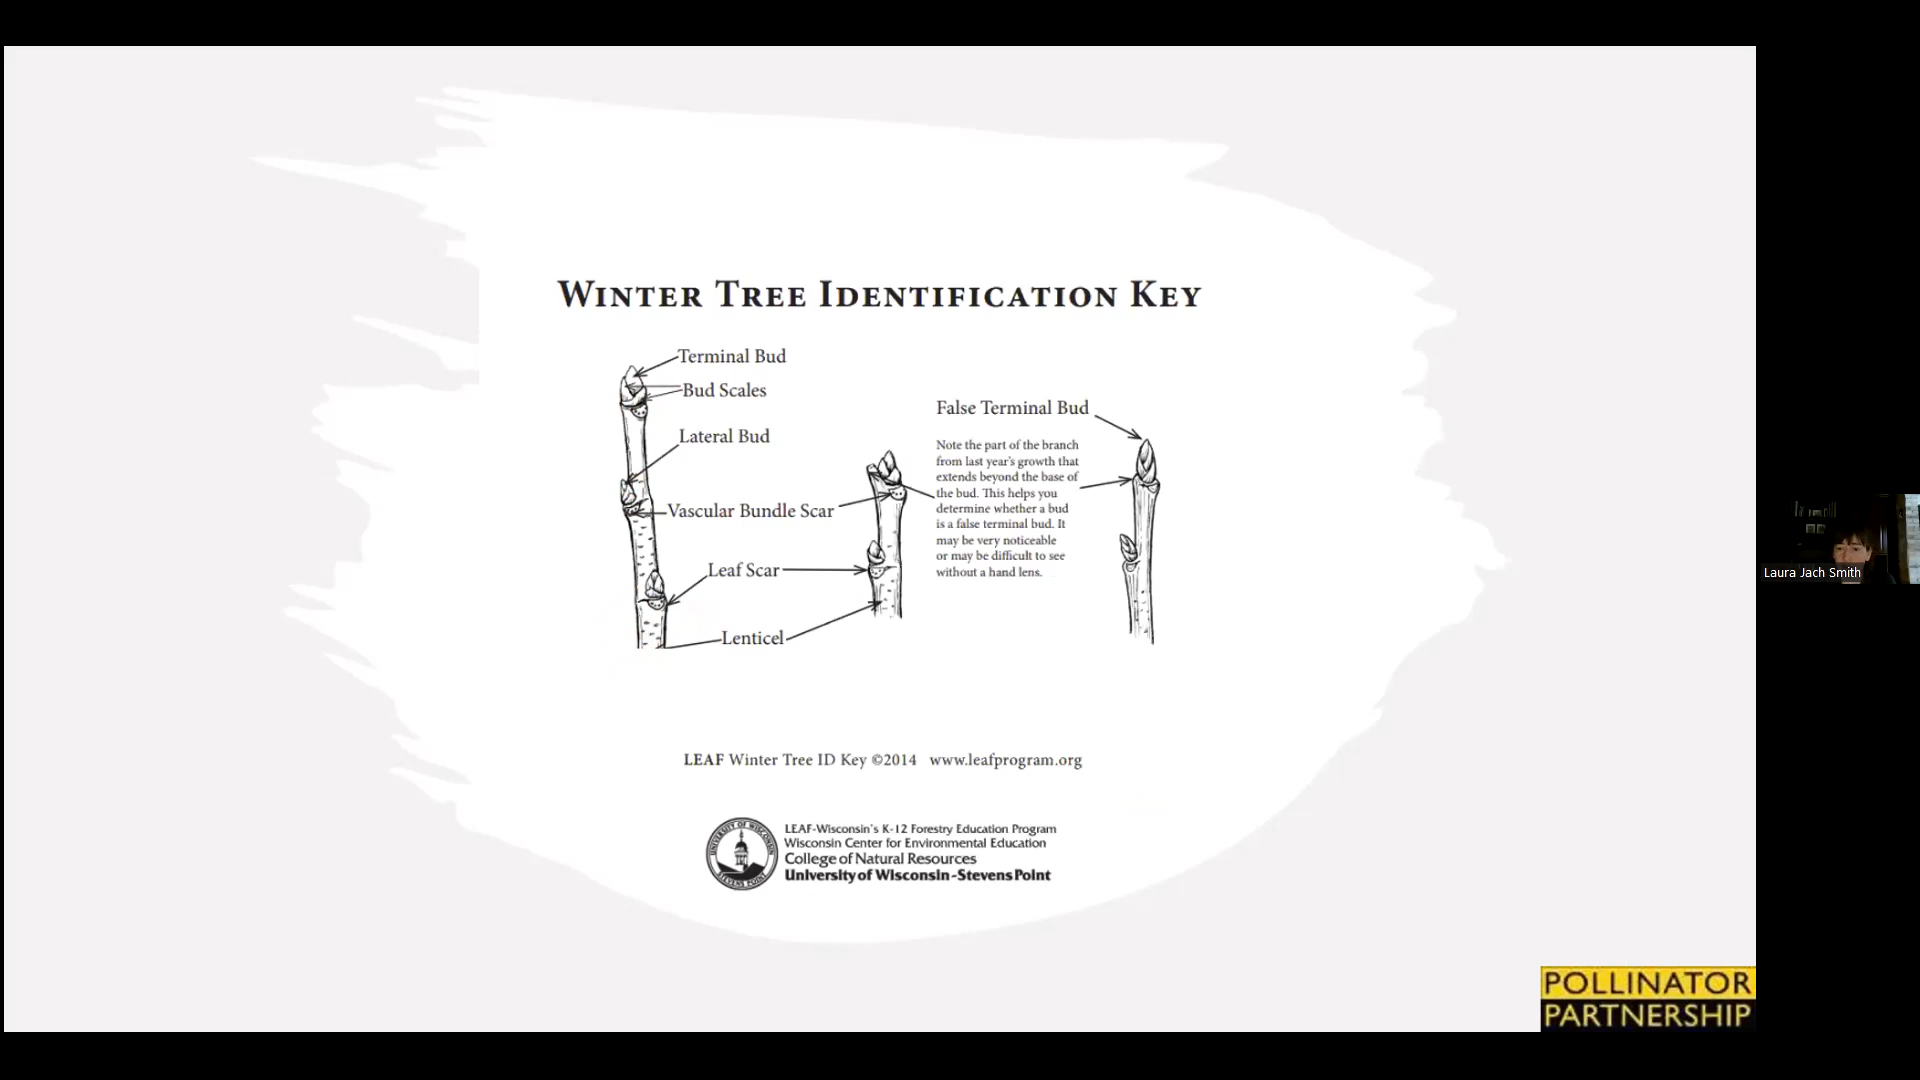 Winter Tree Identification Key
Terminal Bud
Bud Scales
Lateral Bud
Vascular Bundle Scar
Leaf Scar
Lenticel
False Terminal Bud
Note the part of the branch
from last year's growth that
extends beyond the base of
the bud. This helps you
determine whether a bud
is a false terminal bud. It
may be very noticeable
or may be difficult to see
without a hand lens.
LEAF Winter Tree ID Key ©2014 www.leafprogram.org
UNIVERSITY OF WISCONSIN
STEVENS POINT
LEAF-Wisconsin's K-12 Forestry Education Program
Wisconsin Center for Environmental Education
College of Natural Resources
University of Wisconsin-Stevens Point
POLLINATOR
PARTNERSHIP
Laura Jach Smith